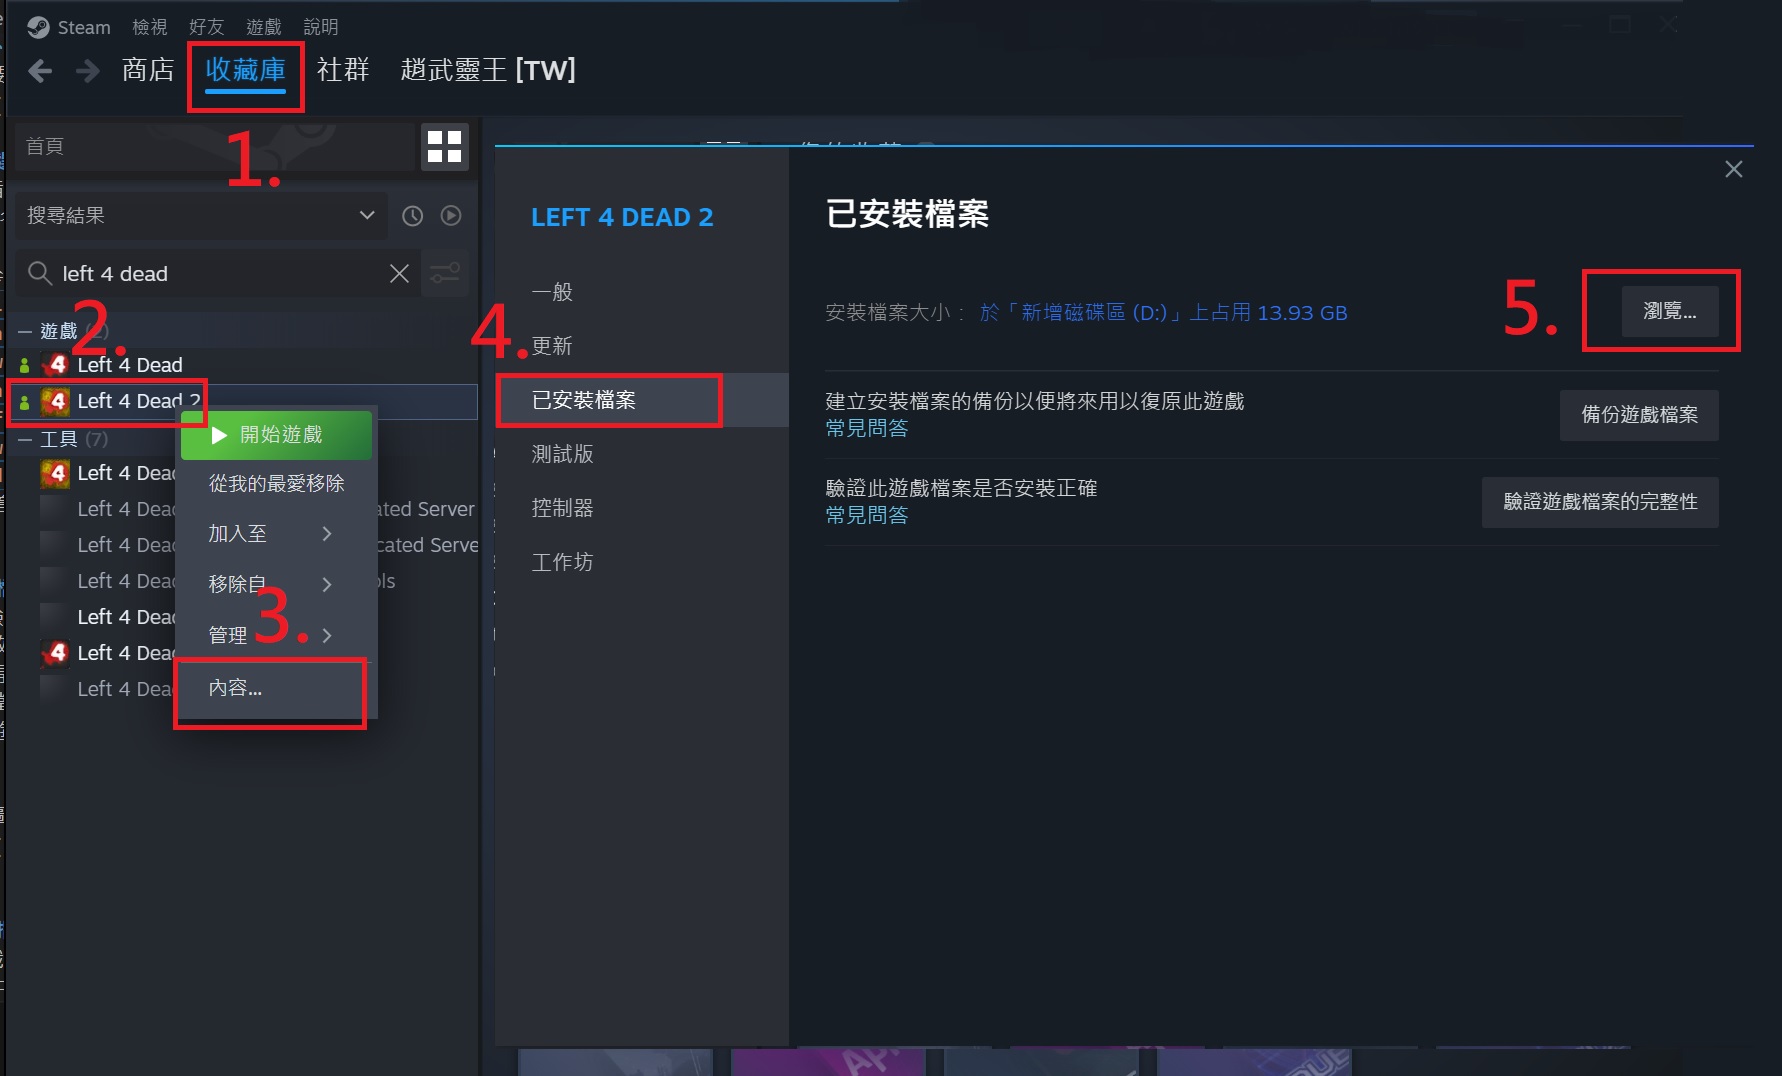 Steam 檢視 好友 遊戲 說明
商店 收藏庫 社群 趙武靈王 [TW]
首頁
1.
搜尋結果
left 4 dead
2.
遊戲
Left 4 Dead
Left 4 Dead 2
工具 (7)
Left 4 Dead
Left 4 Dead
Left 4 Dead
Left 4 Dead
Left 4 Dead
Left 4 Dead
Left 4 Dead
開始遊戲
從我的最愛移除
加入至
移除自
3.
管理
內容...
Server
LEFT 4 DEAD 2
一般
4.
更新
已安裝檔案
測試版
控制器
工作坊
已安裝檔案
安裝檔案大小： 於「新增磁碟區 (D:)」上占用 13.93 GB
5.
瀏覽...
建立安裝檔案的備份以便將來用以復原此遊戲
常見問答
備份遊戲檔案
驗證此遊戲檔案是否安裝正確
常見問答
驗證遊戲檔案的完整性